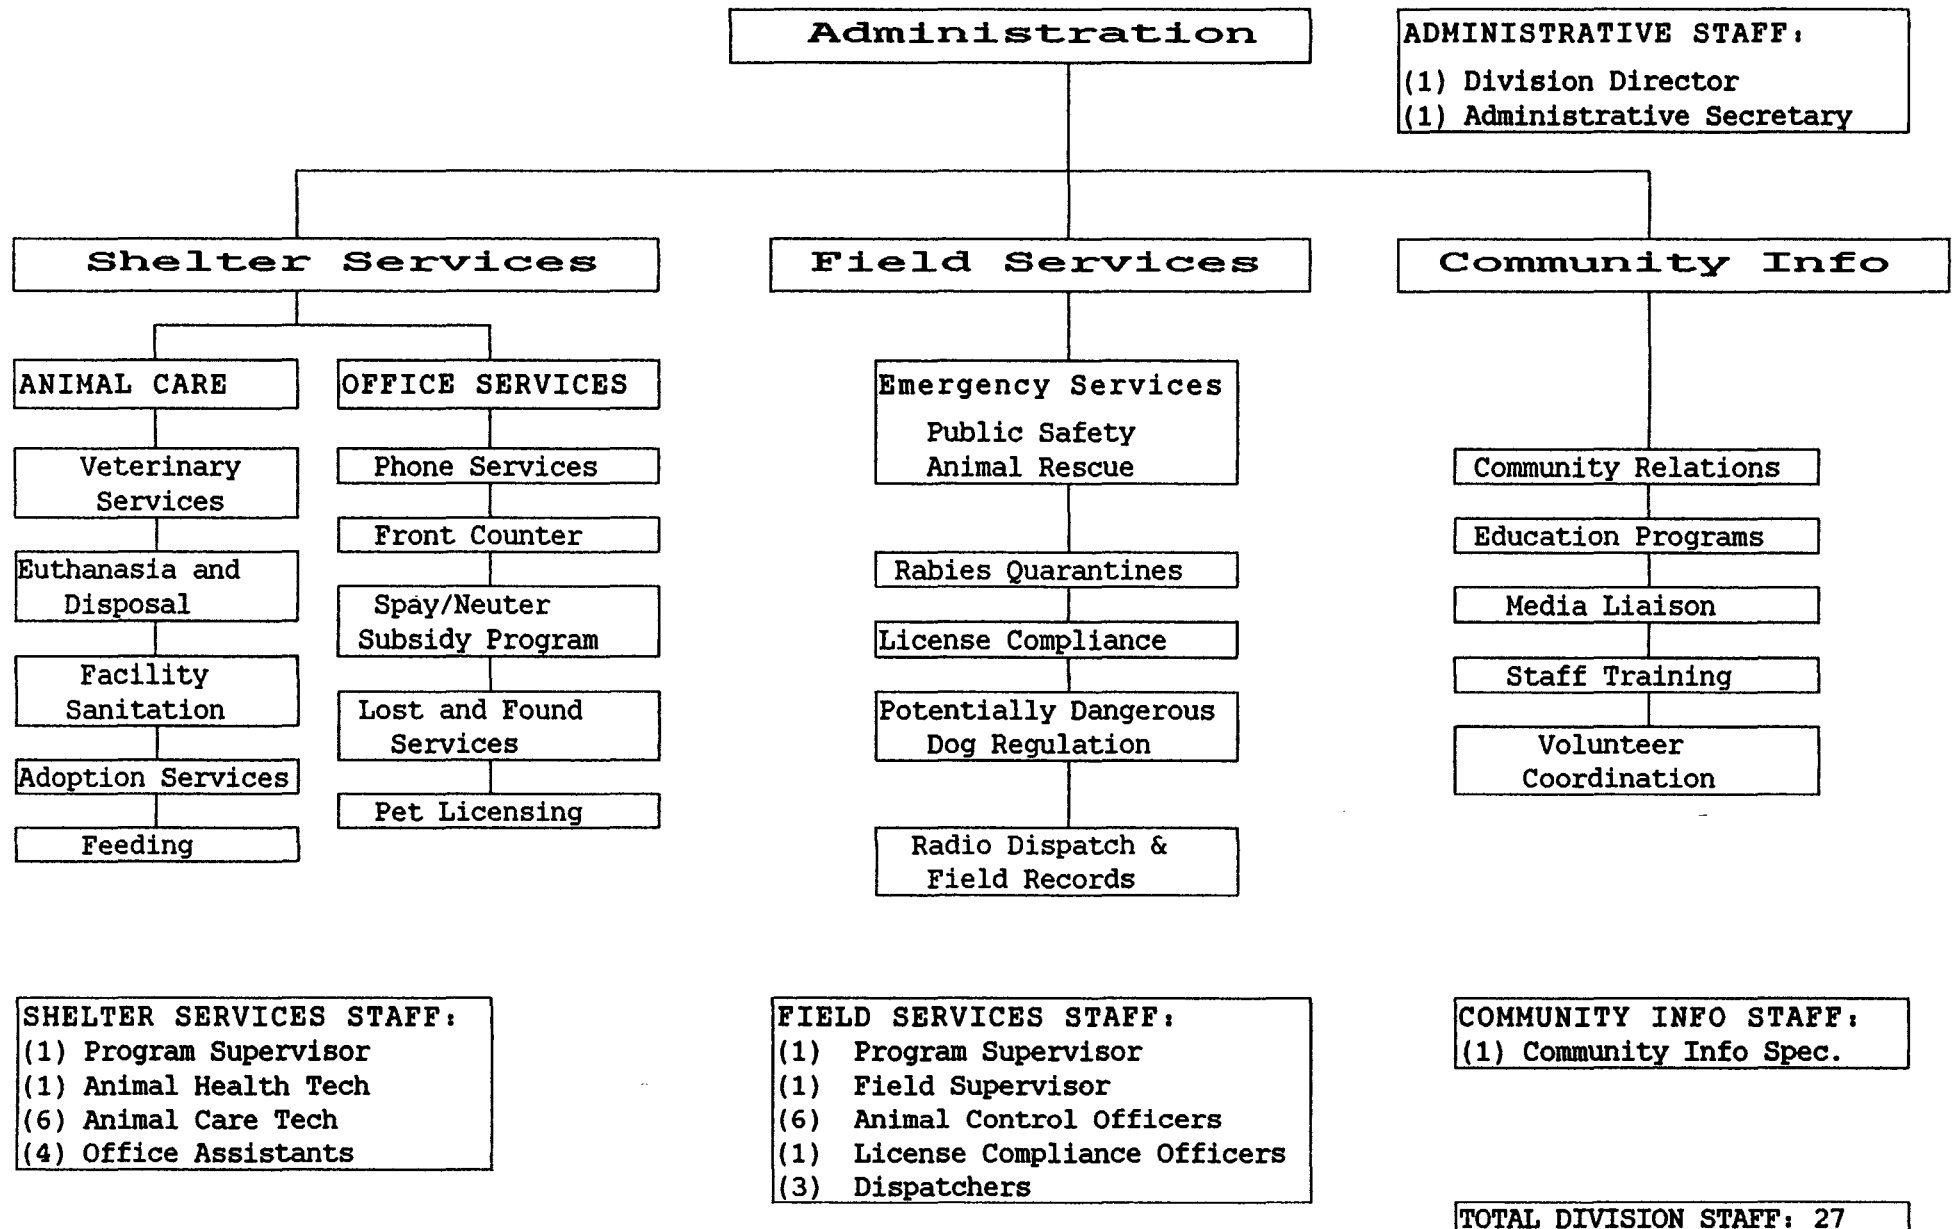 Administration
ADMINISTRATIVE STAFF:
(1) Division Director
(1) Administrative Secretary
Shelter Services
Field Services
Community Info
ANIMAL CARE
Veterinary
Services
Euthanasia and
Disposal
Facility
Sanitation
Adoption Services
Feeding
OFFICE SERVICES
Phone Services
Front Counter
Spay/Neuter
Subsidy Program
Lost and Found
Services
Pet Licensing
Emergency Services
Public Safety
Animal Rescue
Rabies Quarantines
License Compliance
Potentially Dangerous
Dog Regulation
Radio Dispatch &
Field Records
Community Relations
Education Programs
Media Liaison
Staff Training
Volunteer
Coordination
SHELTER SERVICES STAFF:
(1) Program Supervisor
(1) Animal Health Tech
(6) Animal Care Tech
(4) Office Assistants
FIELD SERVICES STAFF:
(1) Program Supervisor
(1) Field Supervisor
(6) Animal Control Officers
(1) License Compliance Officers
(3) Dispatchers
COMMUNITY INFO STAFF:
(1) Community Info Spec.
TOTAL DIVISION STAFF: 27